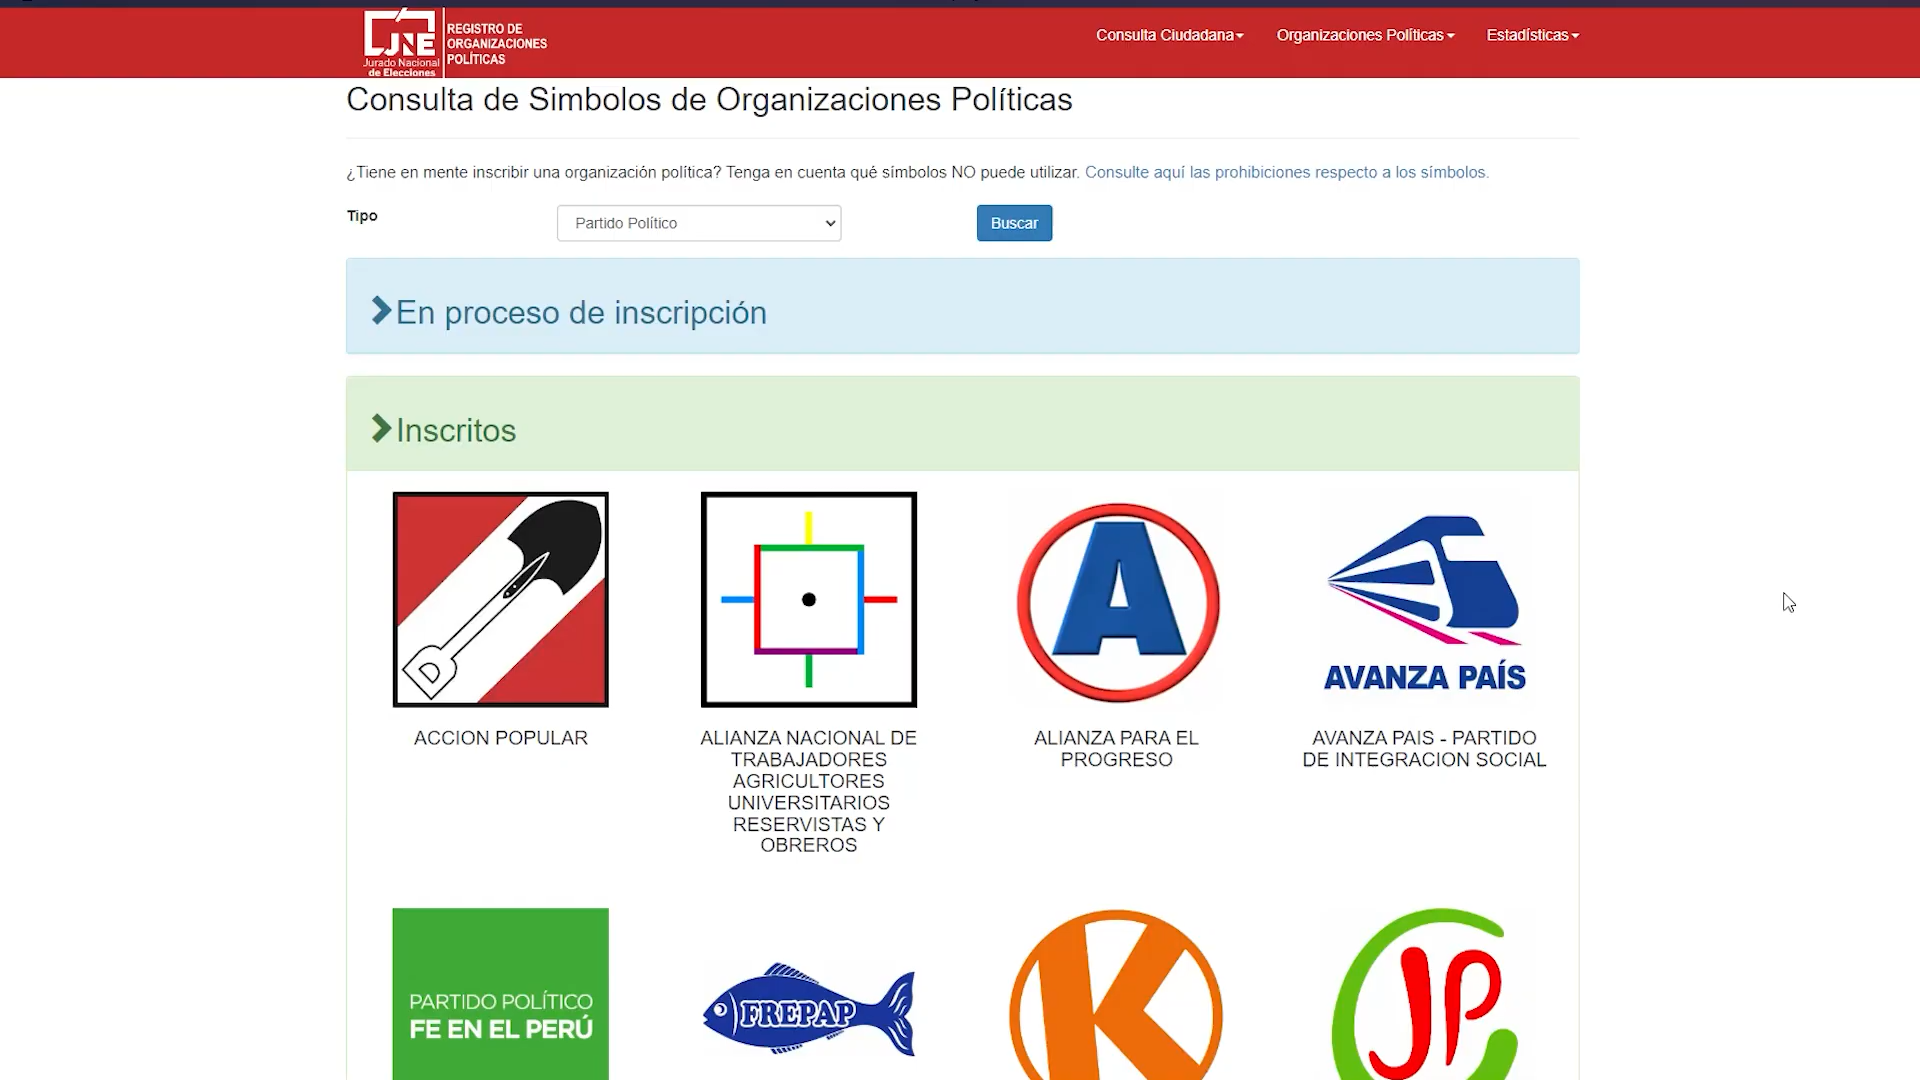 JNE
Jurado Nacional
de Elecciones
REGISTRO DE
ORGANIZACIONES
POLÍTICAS
Consulta Ciudadana
Organizaciones Políticas
Estadísticas
Consulta de Simbolos de Organizaciones Políticas
¿Tiene en mente inscribir una organización política? Tenga en cuenta qué símbolos NO puede utilizar. Consulte aquí las prohibiciones respecto a los símbolos.
Tipo
Partido Político
Buscar
En proceso de inscripción
Inscritos
D
A
AVANZA PAÍS
ACCION POPULAR
ALIANZA NACIONAL DE
TRABAJADORES
AGRICULTORES
UNIVERSITARIOS
RESERVISTAS Y
OBREROS
ALIANZA PARA EL
PROGRESO
AVANZA PAIS - PARTIDO
DE INTEGRACION SOCIAL
PARTIDO POLÍTICO
FE EN EL PERÚ
FREPAP
K
JP